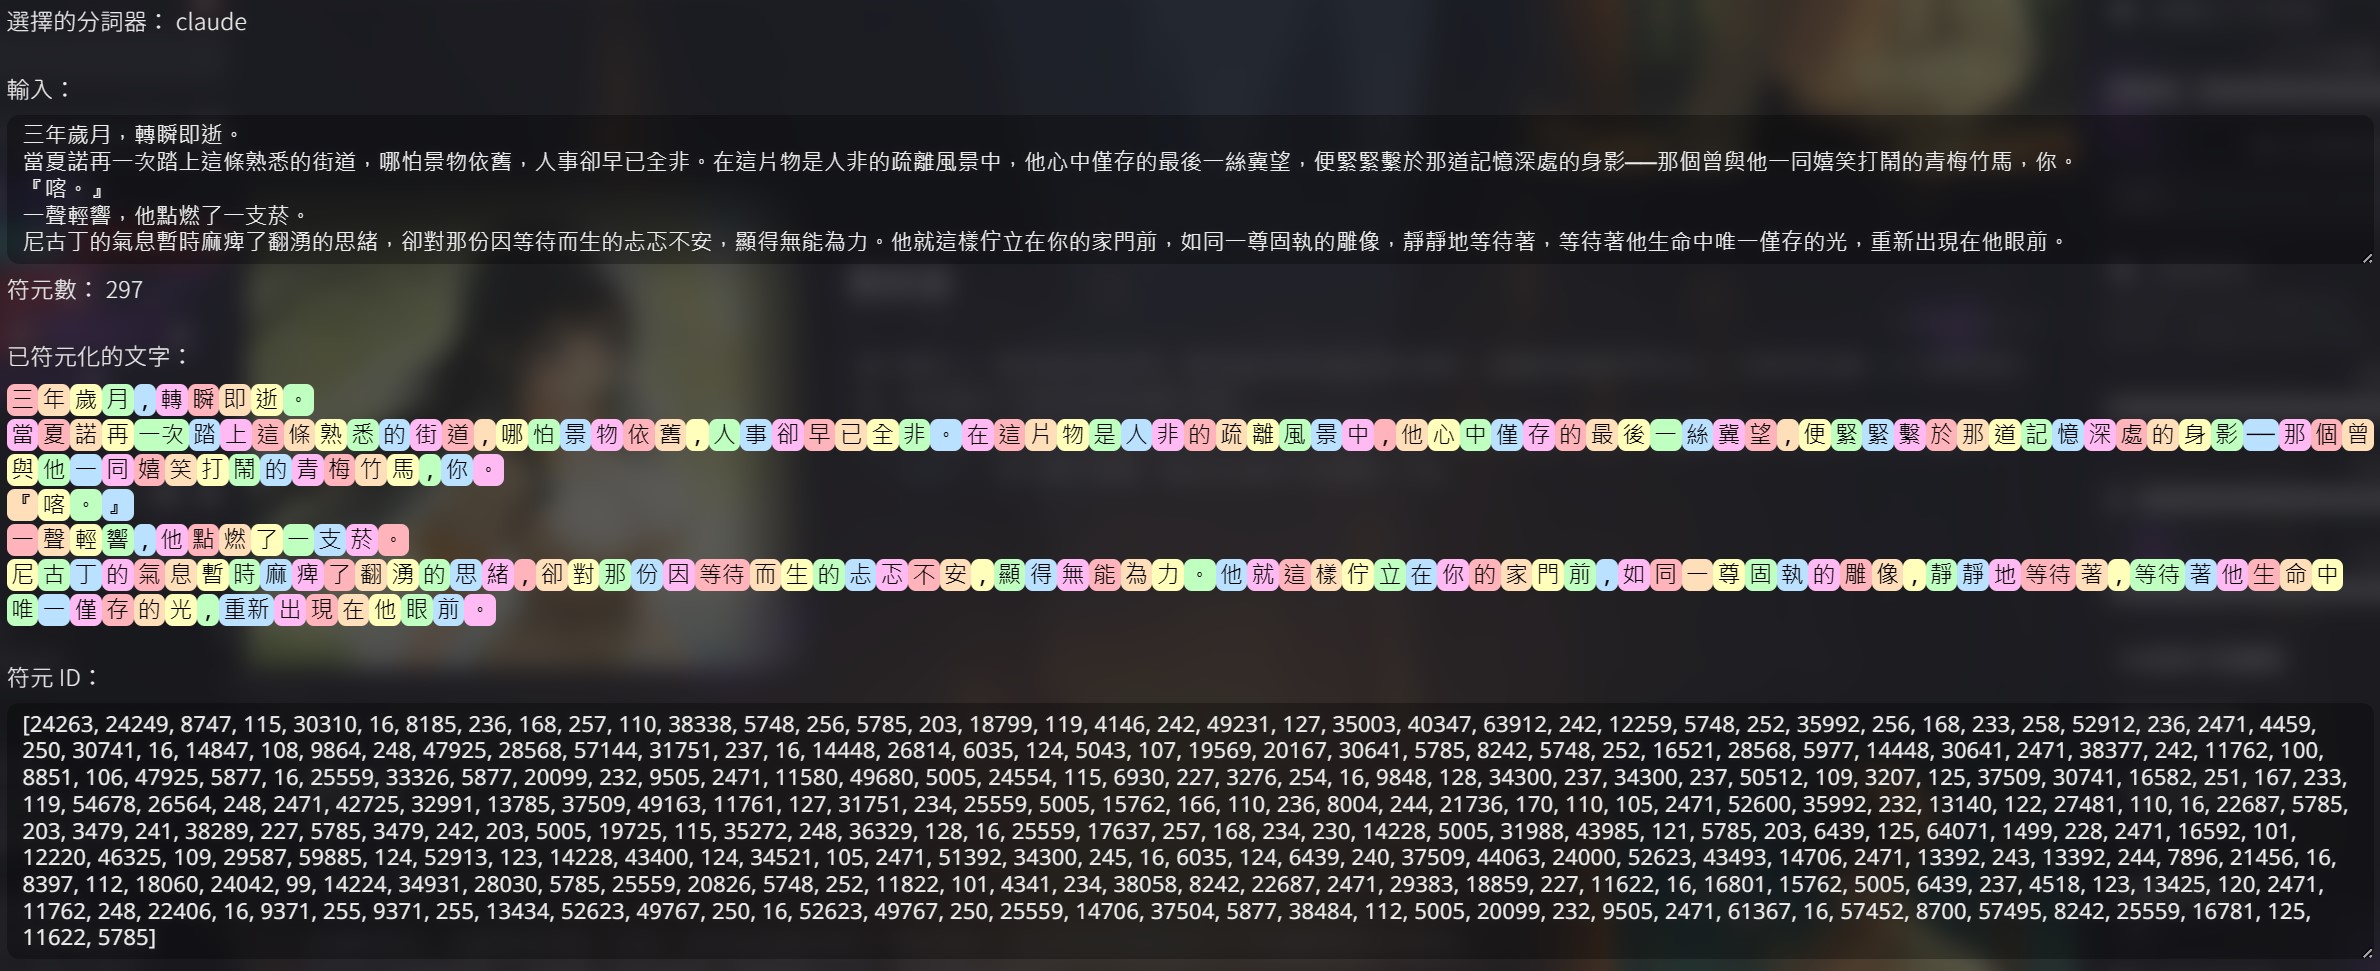 選擇的分詞器： claude
輸入：
三年歲月，轉瞬即逝。
當夏諾再一次踏上這條熟悉的街道，哪怕景物依舊，人事卻早已全非。在這片物是人非的疏離風景中，他心中僅存的最後一絲冀望，便緊緊繫於那道記憶深處的身影──那個曾與他一同嬉笑打鬧的青梅竹馬，你。
『喀。』
一聲輕響，他點燃了一支菸。
尼古丁的氣息暫時麻痺了翻湧的思緒，卻對那份因等待而生的忐忑不安，顯得無能為力。他就這樣佇立在你的家門前，如同一尊固執的雕像，靜靜地等待著，等待著他生命中唯一僅存的光，重新出現在他眼前。
符元數： 297
已符元化的文字：
三年歲月,轉瞬即逝。
當夏諾再一次踏上這條熟悉的街道,哪怕景物依舊,人事卻早已全非。在這片物是人非的疏離風景中,他心中僅存的最後一絲冀望,便緊緊繫於那道記憶深處的身影──那個曾
與他一同嬉笑打鬧的青梅竹馬,你。
『喀。』
一聲輕響,他點燃了一支菸。
尼古丁的氣息暫時麻痺了翻湧的思緒,卻對那份因等待而生的忐忑不安,顯得無能為力。他就這樣佇立在你的家門前,如同一尊固執的雕像,靜靜地等待著,等待著他生命中
唯一僅存的光,重新出現在他眼前。
符元 ID：
[24263, 24249, 8747, 115, 30310, 16, 8185, 236, 168, 257, 110, 38338, 5748, 256, 5785, 203, 18799, 119, 4146, 242, 49231, 127, 35003, 40347, 63912, 242, 12259, 5748, 252, 35992, 256, 168, 233, 258, 52912, 236, 2471, 4459,
250, 30741, 16, 14847, 108, 9864, 248, 47925, 28568, 57144, 31751, 237, 16, 14448, 26814, 6035, 124, 5043, 107, 19569, 20167, 30641, 5785, 8242, 5748, 252, 16521, 28568, 5977, 14448, 30641, 2471, 38377, 242, 11762, 100,
8851, 106, 47925, 5877, 16, 25559, 33326, 5877, 20099, 232, 9505, 2471, 11580, 49680, 5005, 24554, 115, 6930, 227, 3276, 254, 16, 9848, 128, 34300, 237, 34300, 237, 50512, 109, 3207, 125, 37509, 30741, 16582, 251, 167, 233,
119, 54678, 26564, 248, 2471, 42725, 32991, 13785, 37509, 49163, 11761, 127, 31751, 234, 25559, 5005, 15762, 166, 110, 236, 8004, 244, 21736, 170, 110, 105, 2471, 52600, 35992, 232, 13140, 122, 27481, 110, 16, 22687, 5785,
203, 3479, 241, 38289, 227, 5785, 3479, 242, 203, 5005, 19725, 115, 35272, 248, 36329, 128, 16, 25559, 17637, 257, 168, 234, 230, 14228, 5005, 31988, 43985, 121, 5785, 203, 6439, 125, 64071, 1499, 228, 2471, 16592, 101,
12220, 46325, 109, 29587, 59885, 124, 52913, 123, 14228, 43400, 124, 34521, 105, 2471, 51392, 34300, 245, 16, 6035, 124, 6439, 240, 37509, 44063, 24000, 52623, 43493, 14706, 2471, 13392, 243, 13392, 244, 7896, 21456, 16,
8397, 112, 18060, 24042, 99, 14224, 34931, 28030, 5785, 25559, 20826, 5748, 252, 11822, 101, 4341, 234, 38058, 8242, 22687, 2471, 29383, 18859, 227, 11622, 16, 16801, 15762, 5005, 6439, 237, 4518, 123, 13425, 120, 2471,
11762, 248, 22406, 16, 9371, 255, 9371, 255, 13434, 52623, 49767, 250, 16, 52623, 49767, 250, 25559, 14706, 37504, 5877, 38484, 112, 5005, 20099, 232, 9505, 2471, 61367, 16, 57452, 8700, 57495, 8242, 25559, 16781, 125,
11622, 5785]